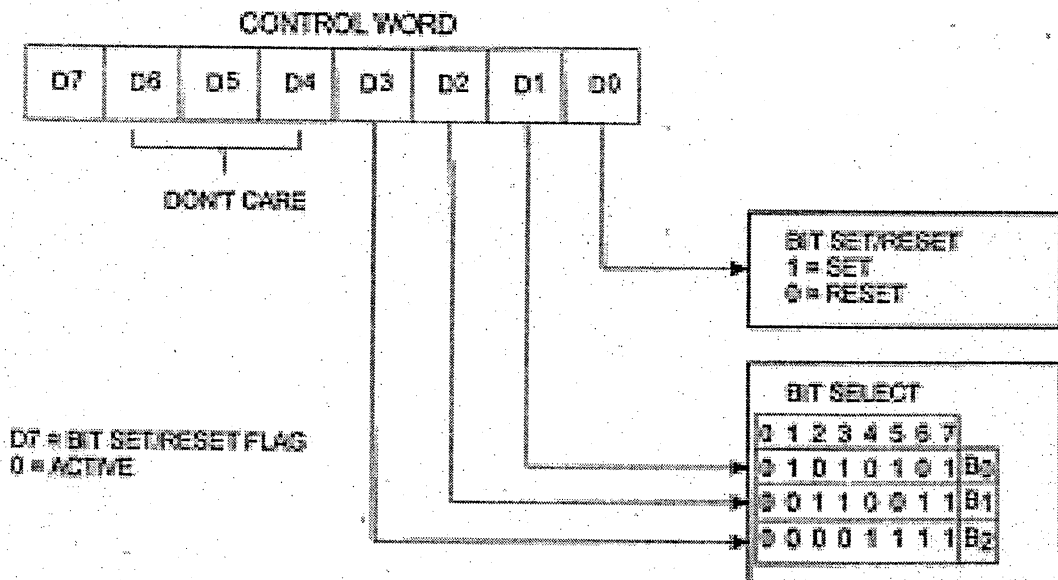 CONTROL WORD
D7 D6 D5 D4 D3 D2 D1 D0
DON'T CARE
BIT SET/RESET
1 = SET
0 = RESET
BIT SELECT
0 1 2 3 4 5 6 7
0 1 0 1 0 1 0 1 B0
0 0 1 1 0 0 1 1 B1
0 0 0 0 1 1 1 1 B2
D7 = BIT SET/RESET FLAG
0 = ACTIVE